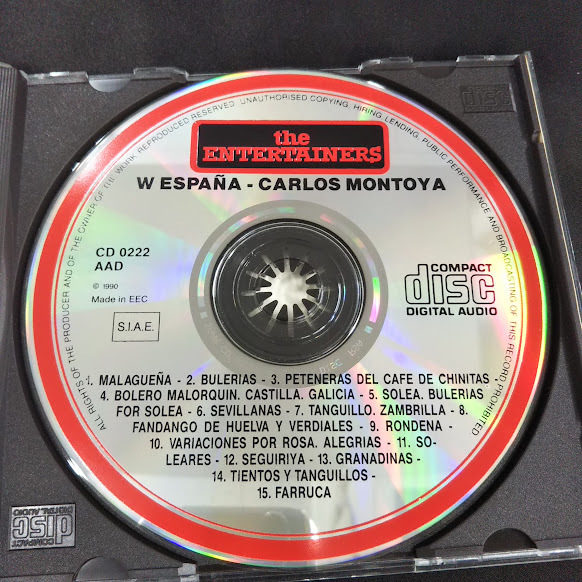 ALL RIGHTS OF THE PRODUCER AND OF THE OWNER OF THE WORK REPRODUCED RESERVED. UNAUTHORISED COPYING, HIRING LENDING, PUBLIC PERFORMANCE AND BROADCASTING OF THIS RECORD PROHIBITED
the
ENTERTAINERS
W ESPAÑA - CARLOS MONTOYA
CD 0222
AAD
© 1990
Made in EEC
S.I.A.E.
COMPACT
disc
DIGITAL AUDIO
1. MALAGUEÑA - 2. BULERIAS - 3. PETENERAS DEL CAFE DE CHINITAS -
4. BOLERO MALORQUIN. CASTILLA. GALICIA - 5. SOLEA. BULERIAS
FOR SOLEA - 6. SEVILLANAS - 7. TANGUILLO. ZAMBRILLA - 8.
FANDANGO DE HUELVA Y VERDIALES - 9. RONDENA -
10. VARIACIONES POR ROSA. ALEGRIAS - 11. SO-
LEARES - 12. SEGUIRIYA - 13. GRANADINAS -
14. TIENTOS Y TANGUILLOS -
15. FARRUCA
COMPACT
disc
DIGITAL AUDIO
disc